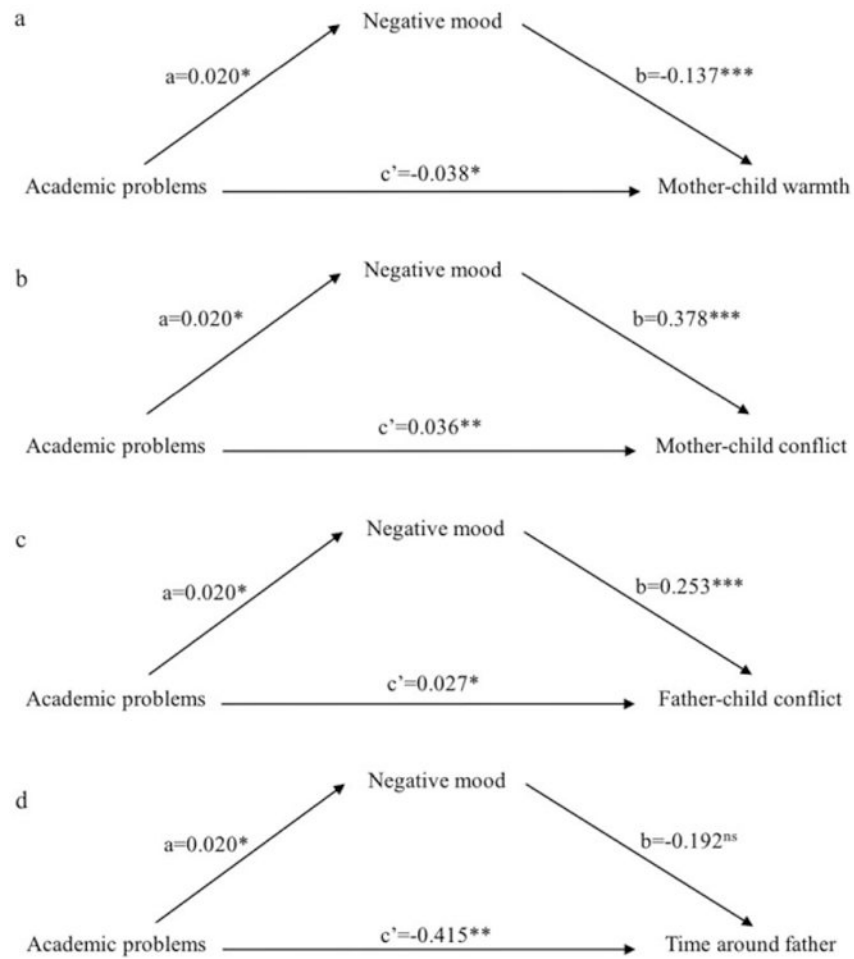 a
Negative mood
a=0.020*
b=-0.137***
c’=-0.038*
Academic problems
Mother-child warmth
b
Negative mood
a=0.020*
b=0.378***
c’=0.036**
Academic problems
Mother-child conflict
c
Negative mood
a=0.020*
b=0.253***
c’=0.027*
Academic problems
Father-child conflict
d
Negative mood
a=0.020*
b=-0.192ⁿˢ
c’=-0.415**
Academic problems
Time around father